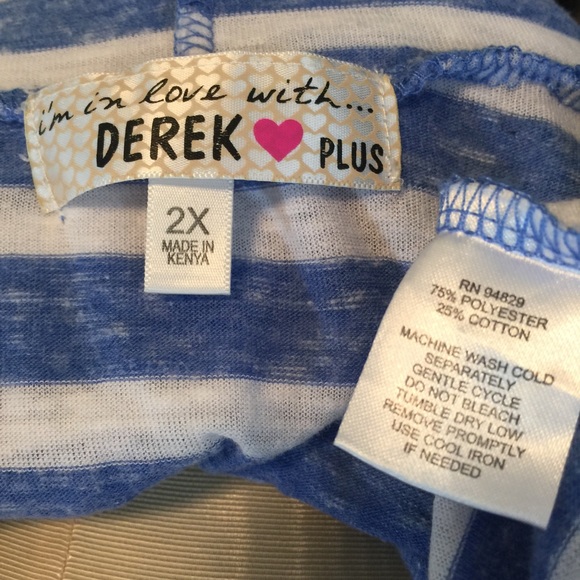 i'm in love with...
DEREK PLUS
2X
MADE IN
KENYA
RN 94829
75% POLYESTER
25% COTTON
MACHINE WASH COLD
SEPARATELY
GENTLE CYCLE
DO NOT BLEACH
TUMBLE DRY LOW
REMOVE PROMPTLY
USE COOL IRON
IF NEEDED